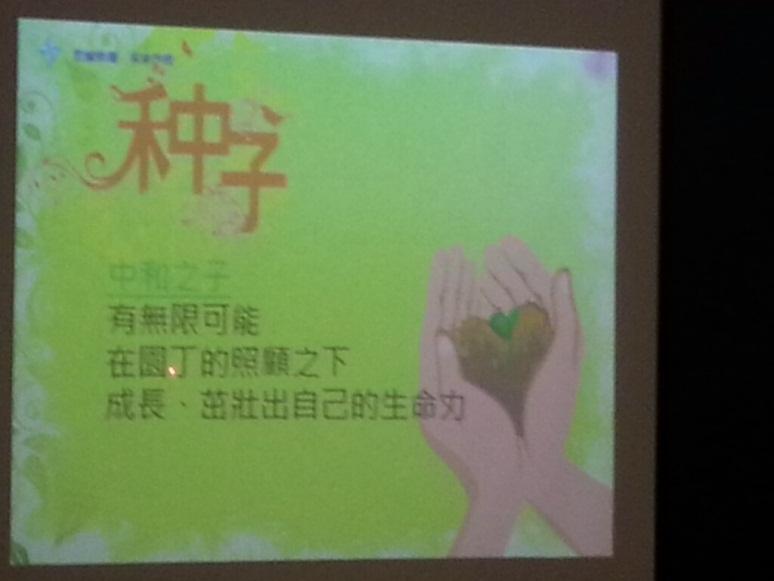 种子
中和之子
有無限可能
在園丁的照顧之下
成長、茁壯出自己的生命力